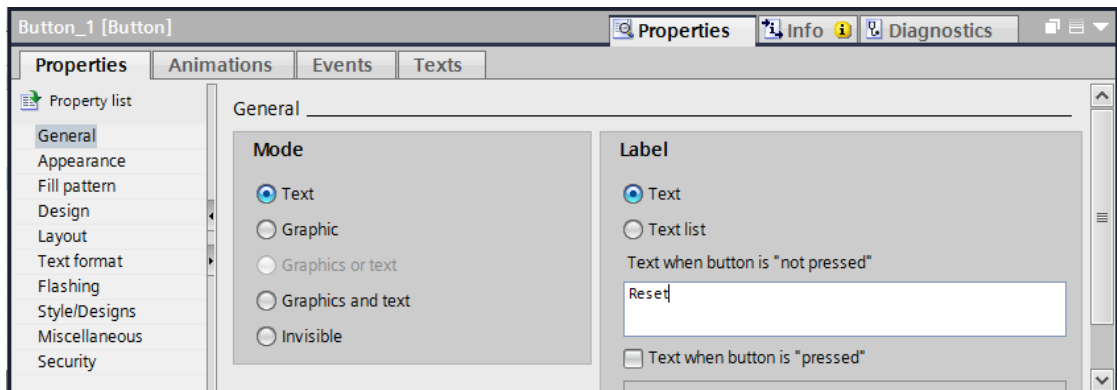 Button_1 [Button]
Properties
Info
Diagnostics
Properties
Animations
Events
Texts
Property list
General
Appearance
Fill pattern
Design
Layout
Text format
Flashing
Style/Designs
Miscellaneous
Security
General
Mode
Text
Graphic
Graphics or text
Graphics and text
Invisible
Label
Text
Text list
Text when button is "not pressed"
Reset
Text when button is "pressed"